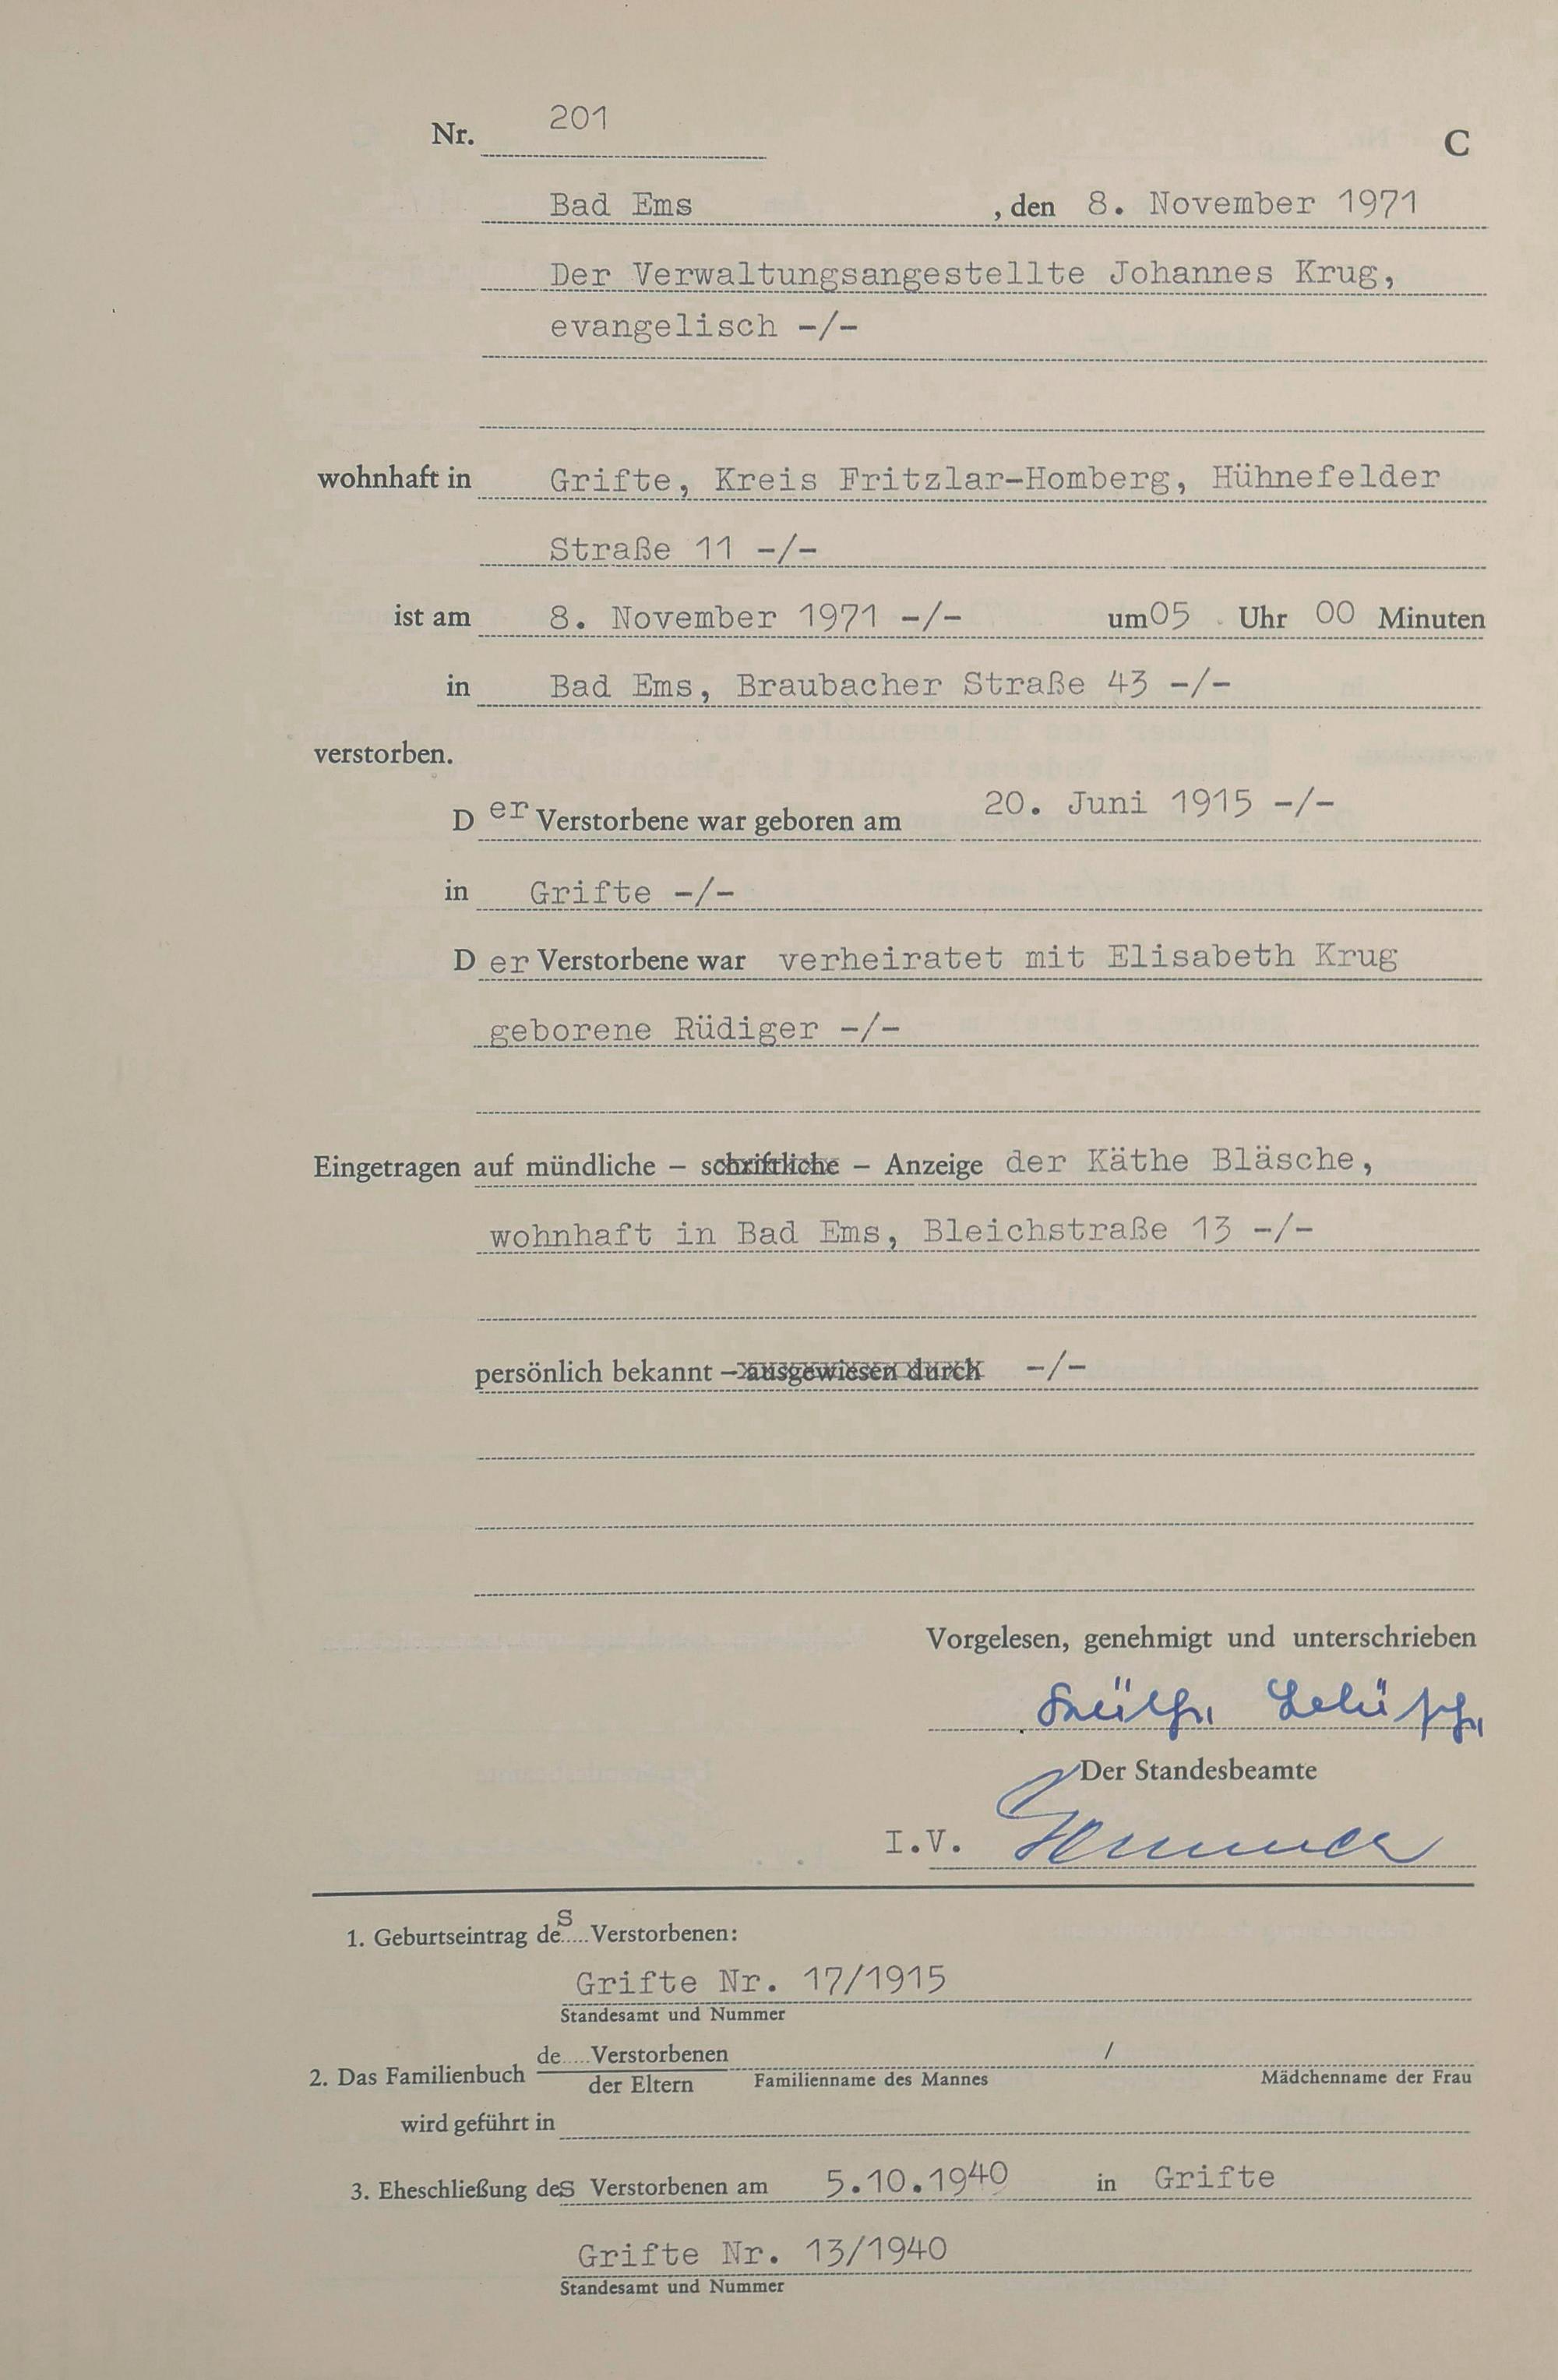 Nr. 201
C
Bad Ems , den 8. November 1971
Der Verwaltungsangestellte Johannes Krug,
evangelisch -/-
wohnhaft in Grifte, Kreis Fritzlar-Homberg, Hühnefelder
Straße 11 -/-
ist am 8. November 1971 -/- um 05 Uhr 00 Minuten
in Bad Ems, Braubacher Straße 43 -/-
verstorben.
Der Verstorbene war geboren am 20. Juni 1915 -/-
in Grifte -/-
Der Verstorbene war verheiratet mit Elisabeth Krug
geborene Rüdiger -/-
Eingetragen auf mündliche – schriftliche – Anzeige der Käthe Bläsche,
wohnhaft in Bad Ems, Bleichstraße 13 -/-
persönlich bekannt – ausgewiesen durch -/-
Vorgelesen, genehmigt und unterschrieben
Der Standesbeamte
I.V.
1. Geburtseintrag des Verstorbenen:
Grifte Nr. 17/1915
Standesamt und Nummer
2. Das Familienbuch de.....Verstorbenen / 
der Eltern Familienname des Mannes Mädchenname der Frau
wird geführt in
3. Eheschließung des Verstorbenen am 5.10.1940 in Grifte
Grifte Nr. 13/1940
Standesamt und Nummer